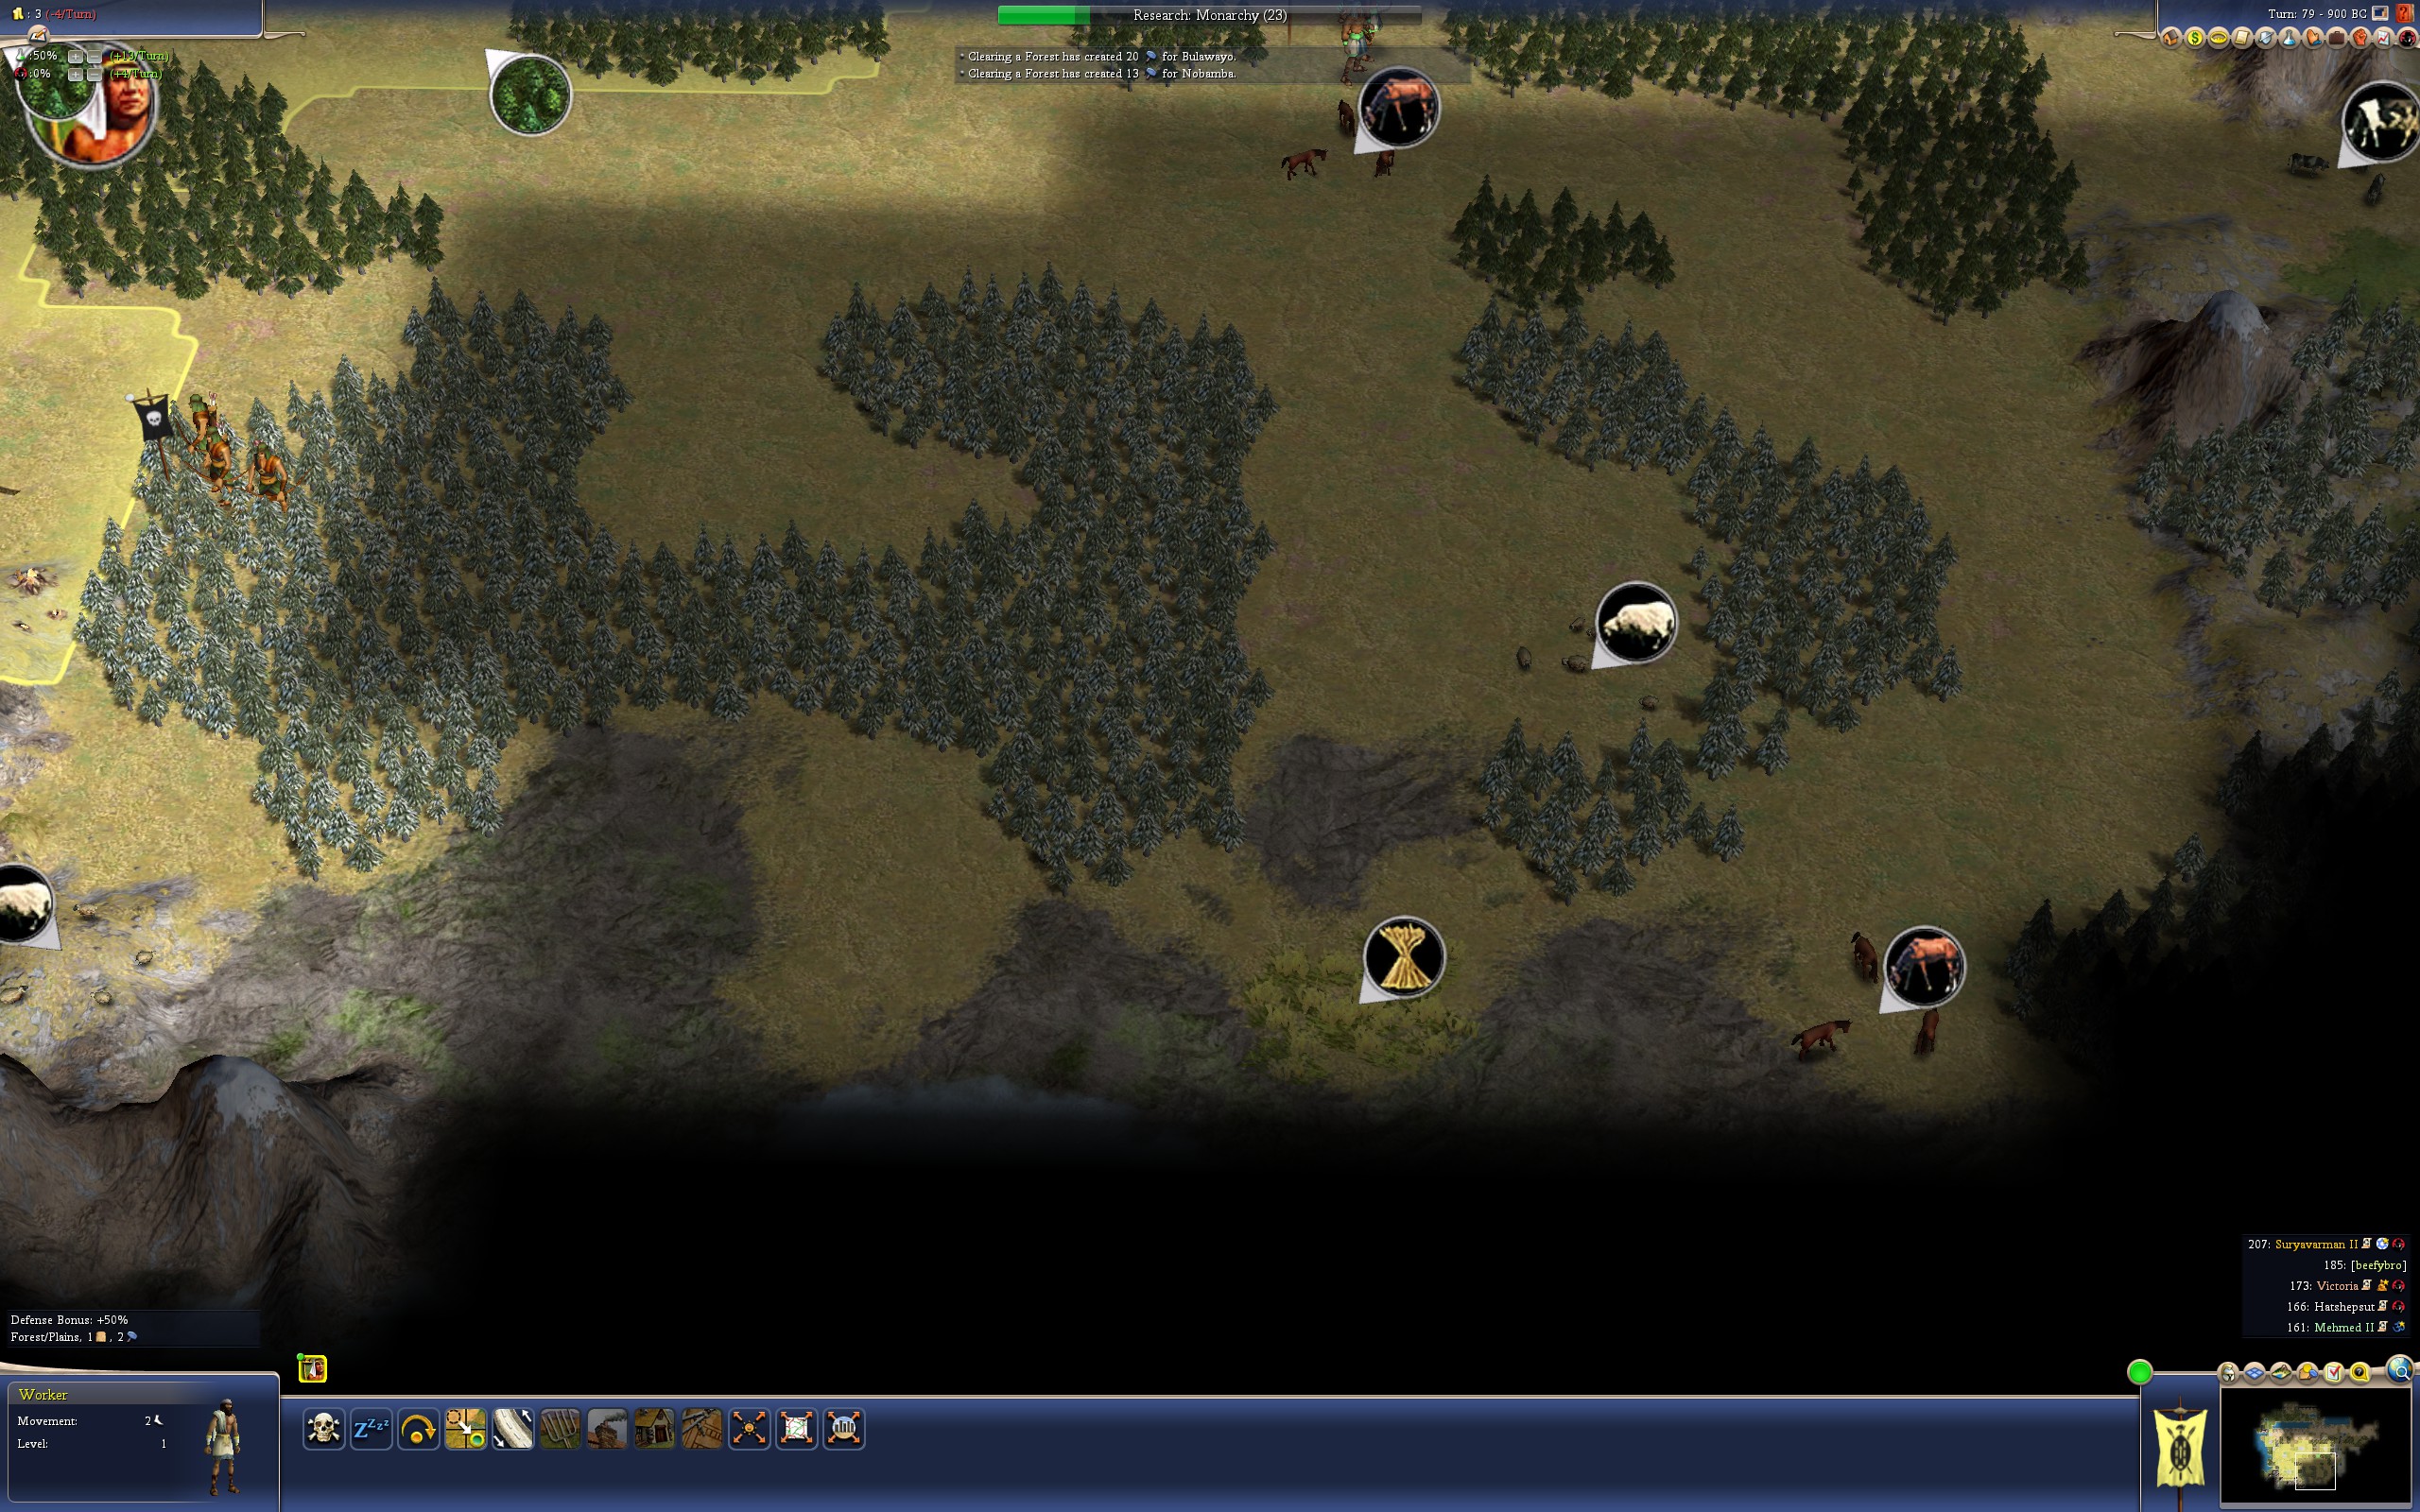 : 3 (-4/Turn)
Research: Monarchy (23)
Turn: 79 - 900 BC
:50% (+13/Turn)
:0% (+4/Turn)
• Clearing a Forest has created 20 for Bulawayo.
• Clearing a Forest has created 13 for Nobamba.
207: Suryavarman II
185: [beefybro]
173: Victoria
166: Hatshepsut
161: Mehmed II
Defense Bonus: +50%
Forest/Plains, 1 , 2
Worker
Movement: 2
Level: 1
ZZZZ